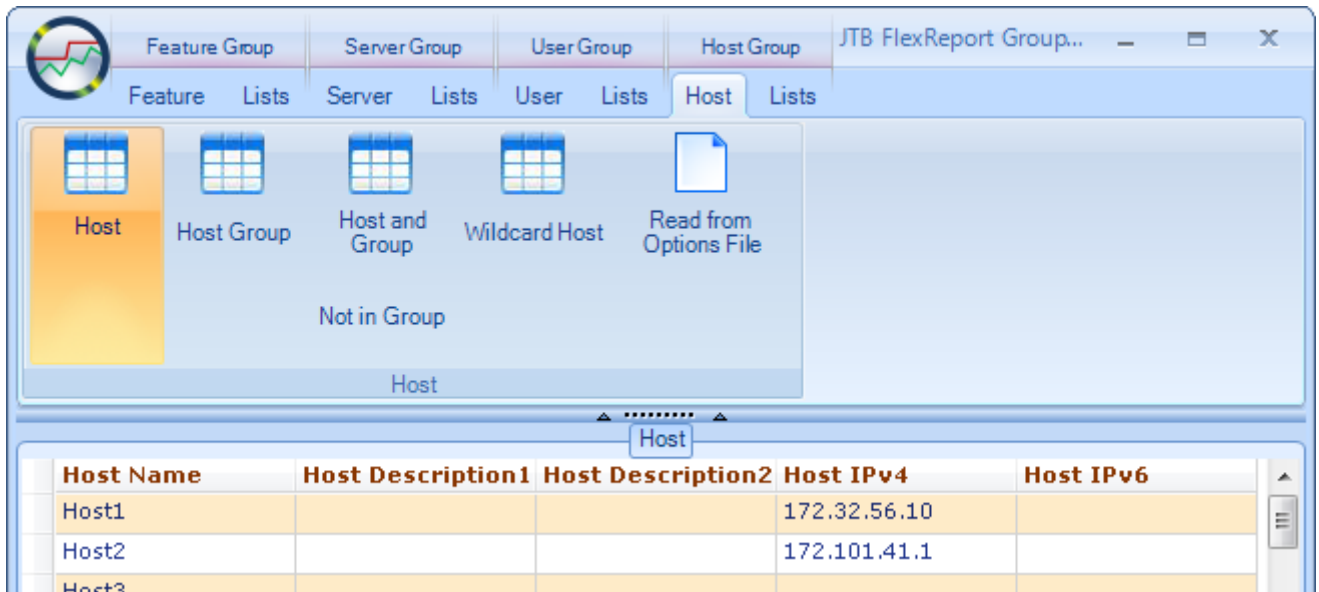 Feature Group Server Group User Group Host Group JTB FlexReport Group...
Feature Lists Server Lists User Lists Host Lists
Host
Host Group
Host and
Group
Wildcard Host
Read from
Options File
Not in Group
Host
Host
Host Name Host Description1 Host Description2 Host IPv4 Host IPv6
Host1 172.32.56.10
Host2 172.101.41.1
Host3